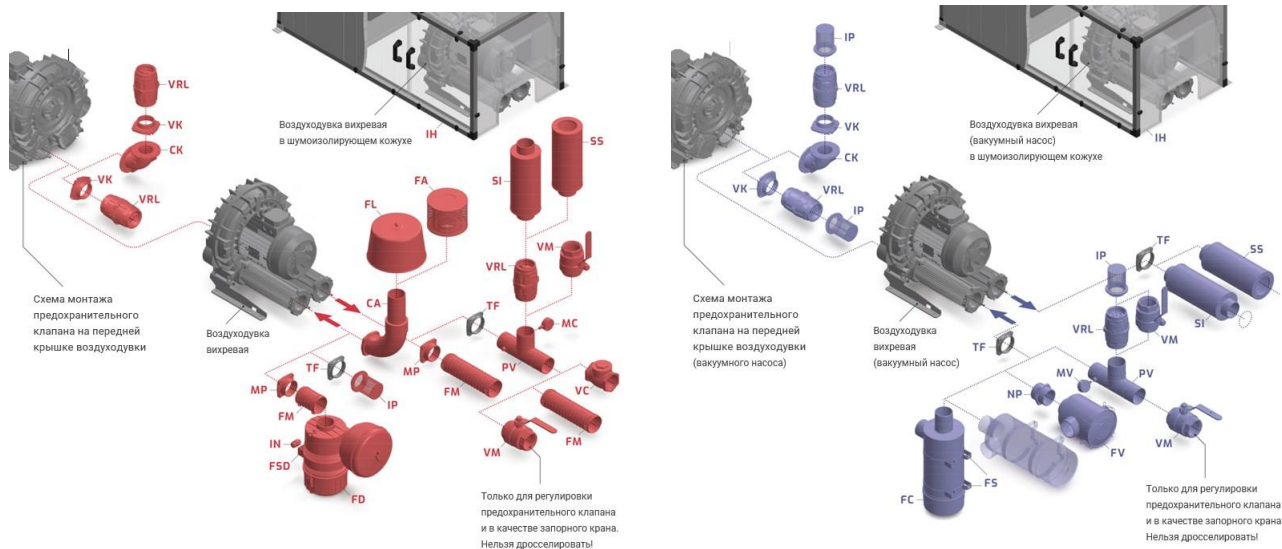 VRL
VK
CK
VK
VRL
Воздуходувка вихревая
в шумоизолирующем кожухе
IH
SS
SI
FA
FL
VM
VRL
CA
TF
MC
Схема монтажа
предохранительного
клапана на передней
крышке воздуходувки
Воздуходувка
вихревая
MP
PV
VC
TF
MP
FM
IP
FM
FM
IN
FSD
VM
FD
Только для регулировки
предохранительного клапана
и в качестве запорного крана.
Нельзя дросселировать!
IP
VRL
VK
CK
VK
VRL
IP
Воздуходувка вихревая
(вакуумный насос)
в шумоизолирующем кожухе
IH
TF
SS
IP
SI
VRL
VM
Схема монтажа
предохранительного
клапана на передней
крышке воздуходувки
(вакуумного насоса)
Воздуходувка
вихревая
(вакуумный насос)
TF
MV
PV
NP
VM
FV
FS
FC
Только для регулировки
предохранительного клапана
и в качестве запорного крана
Нельзя дросселировать!